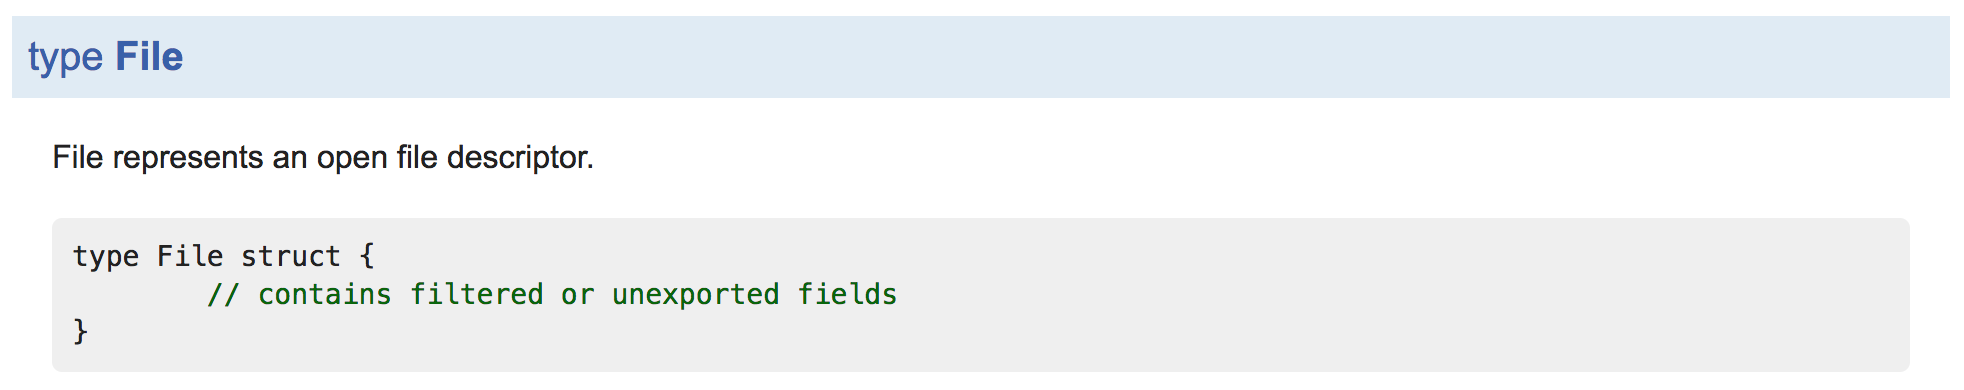 type File
File represents an open file descriptor.
type File struct {
        // contains filtered or unexported fields
}